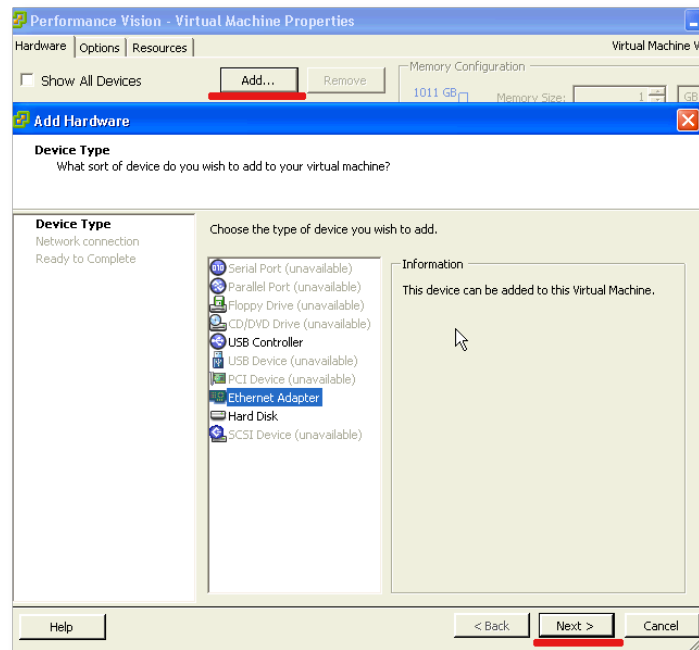 Performance Vision - Virtual Machine Properties
Hardware Options Resources Virtual Machine V
Show All Devices Add... Remove
Memory Configuration
1011 GB Memory Size: 1 GB
Add Hardware
Device Type
What sort of device do you wish to add to your virtual machine?
Device Type
Network connection
Ready to Complete
Choose the type of device you wish to add.
Serial Port (unavailable)
Parallel Port (unavailable)
Floppy Drive (unavailable)
CD/DVD Drive (unavailable)
USB Controller
USB Device (unavailable)
PCI Device (unavailable)
Ethernet Adapter
Hard Disk
SCSI Device (unavailable)
Information
This device can be added to this Virtual Machine.
Help < Back Next > Cancel